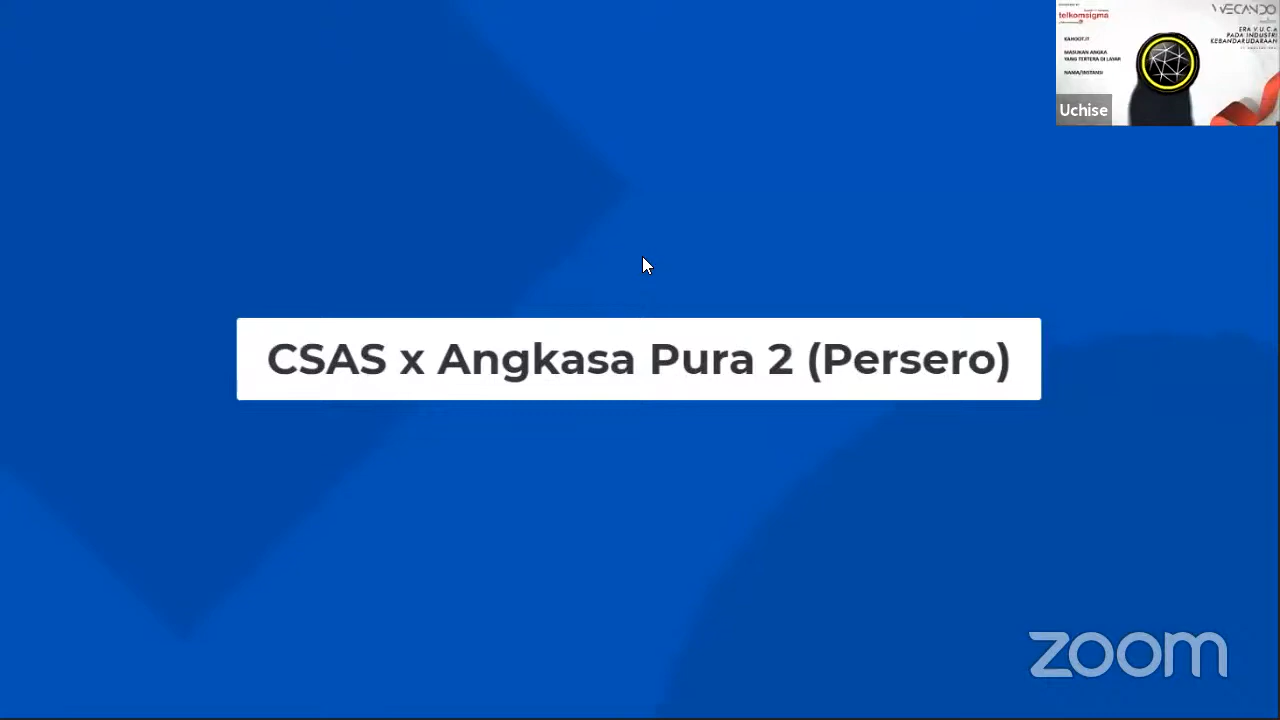 telkomsigma
WECANDO
ERA V.U.C.A
PADA INDUSTRI
KEBANDARUDARAAN
KAHOOT.IT
MASUKAN ANGKA
YANG TERTERA DI LAYAR
NAMA/INSTANSI
Uchise
CSAS x Angkasa Pura 2 (Persero)
zoom